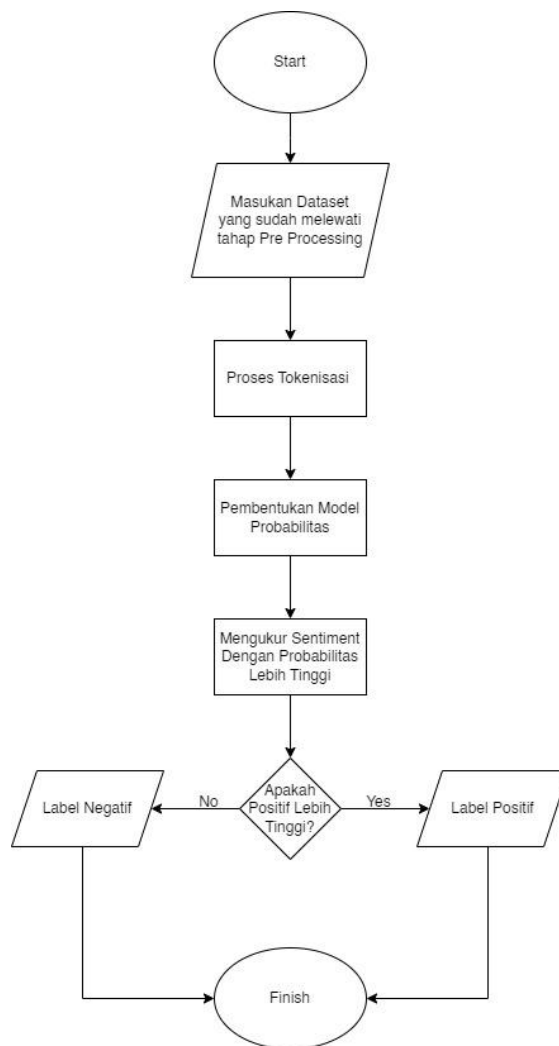 Start
Masukan Dataset
yang sudah melewati
tahap Pre Processing
Proses Tokenisasi
Pembentukan Model
Probabilitas
Mengukur Sentiment
Dengan Probabilitas
Lebih Tinggi
Apakah
Positif Lebih
Tinggi?
Label Negatif
No
Yes
Label Positif
Finish